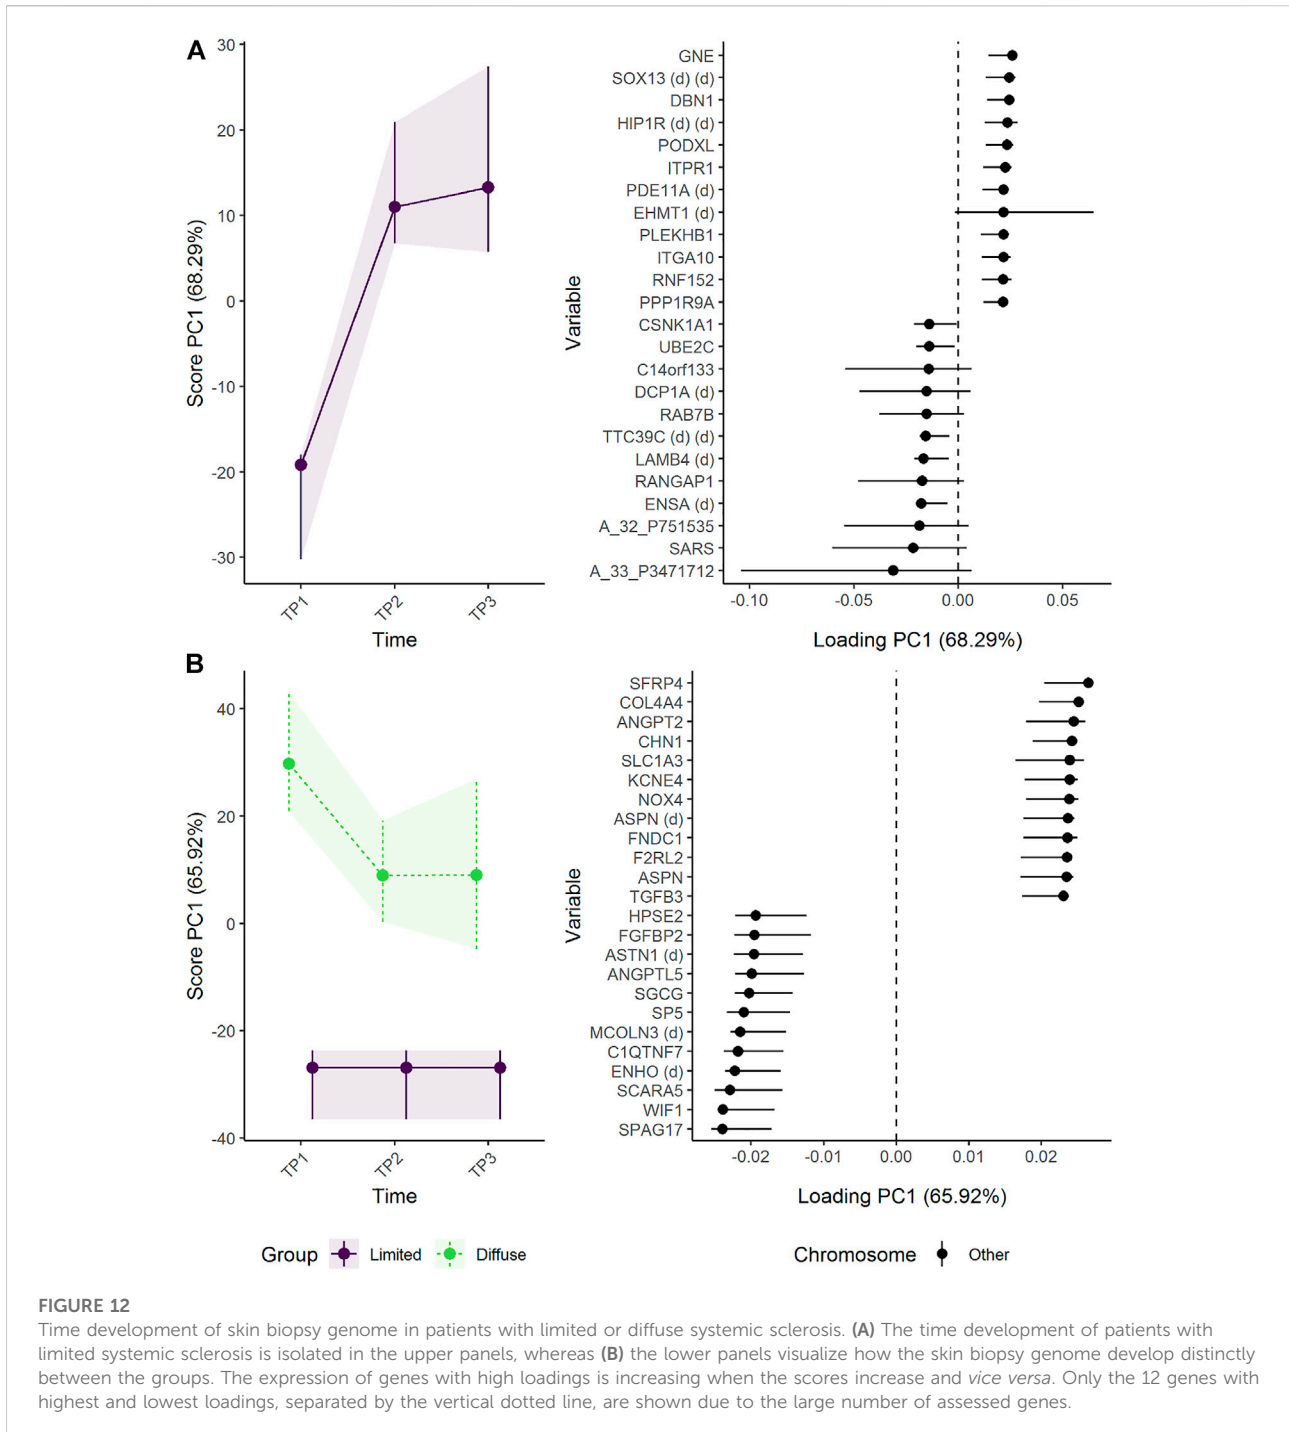 A
Score PC1 (68.29%)
30
20
10
0
-10
-20
-30
TP1
TP2
TP3
Time
Variable
GNE
SOX13 (d) (d)
DBN1
HIP1R (d) (d)
PODXL
ITPR1
PDE11A (d)
EHMT1 (d)
PLEKHB1
ITGA10
RNF152
PPP1R9A
CSNK1A1
UBE2C
C14orf133
DCP1A (d)
RAB7B
TTC39C (d) (d)
LAMB4 (d)
RANGAP1
ENSA (d)
A_32_P751535
SARS
A_33_P3471712
-0.10
-0.05
0.00
0.05
Loading PC1 (68.29%)
B
Score PC1 (65.92%)
40
20
0
-20
-40
TP1
TP2
TP3
Time
Variable
SFRP4
COL4A4
ANGPT2
CHN1
SLC1A3
KCNE4
NOX4
ASPN (d)
FNDC1
F2RL2
ASPN
TGFB3
HPSE2
FGFBP2
ASTN1 (d)
ANGPTL5
SGCG
SP5
MCOLN3 (d)
C1QTNF7
ENHO (d)
SCARA5
WIF1
SPAG17
-0.02
-0.01
0.00
0.01
0.02
Loading PC1 (65.92%)
Group Limited Diffuse
Chromosome Other
FIGURE 12
Time development of skin biopsy genome in patients with limited or diffuse systemic sclerosis. (A) The time development of patients with
limited systemic sclerosis is isolated in the upper panels, whereas (B) the lower panels visualize how the skin biopsy genome develop distinctly
between the groups. The expression of genes with high loadings is increasing when the scores increase and vice versa. Only the 12 genes with
highest and lowest loadings, separated by the vertical dotted line, are shown due to the large number of assessed genes.